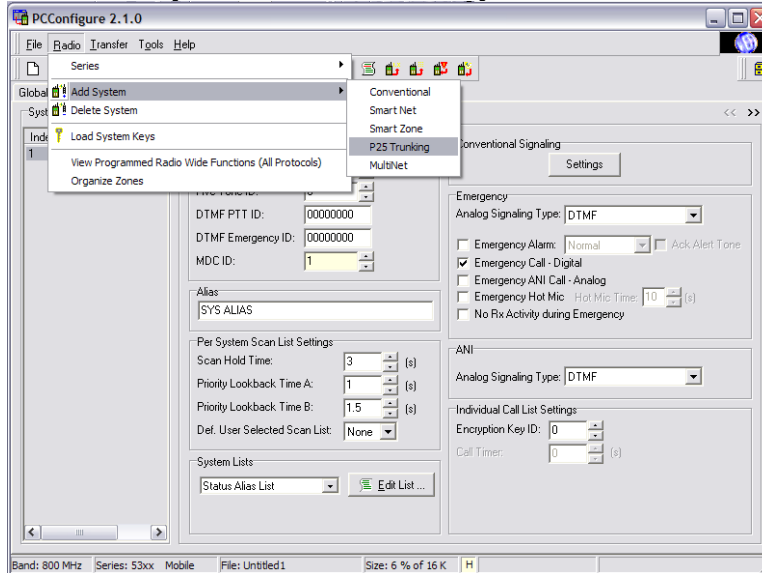 PCConfigure 2.1.0
File Radio Transfer Tools Help
Series
Add System
Delete System
Load System Keys
View Programmed Radio Wide Functions (All Protocols)
Organize Zones
Conventional
Smart Net
Smart Zone
P25 Trunking
MultiNet
Global
Syst
<< >>
Inde
1
DTMF PTT ID: 00000000
DTMF Emergency ID: 00000000
MDC ID: 1
Alias
SYS ALIAS
Per System Scan List Settings
Scan Hold Time: 3 (s)
Priority Lookback Time A: 1 (s)
Priority Lookback Time B: 1.5 (s)
Def. User Selected Scan List: None
System Lists
Status Alias List Edit List ...
Conventional Signaling
Settings
Emergency
Analog Signaling Type: DTMF
Emergency Alarm: Normal Ack Alert Tone
Emergency Call - Digital
Emergency ANI Call - Analog
Emergency Hot Mic Hot Mic Time: 10 (s)
No Rx Activity during Emergency
ANI
Analog Signaling Type: DTMF
Individual Call List Settings
Encryption Key ID: 0
Call Timer: 0 (s)
Band: 800 MHz Series: 53xx Mobile File: Untitled1 Size: 6 % of 16 K H